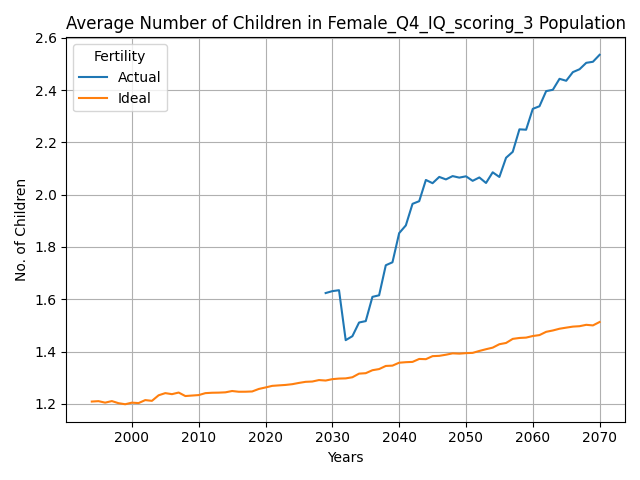 Average Number of Children in Female_Q4_IQ_scoring_3 Population
Fertility
Actual
Ideal
No. of Children
2.6
2.4
2.2
2.0
1.8
1.6
1.4
1.2
2000 2010 2020 2030 2040 2050 2060 2070
Years